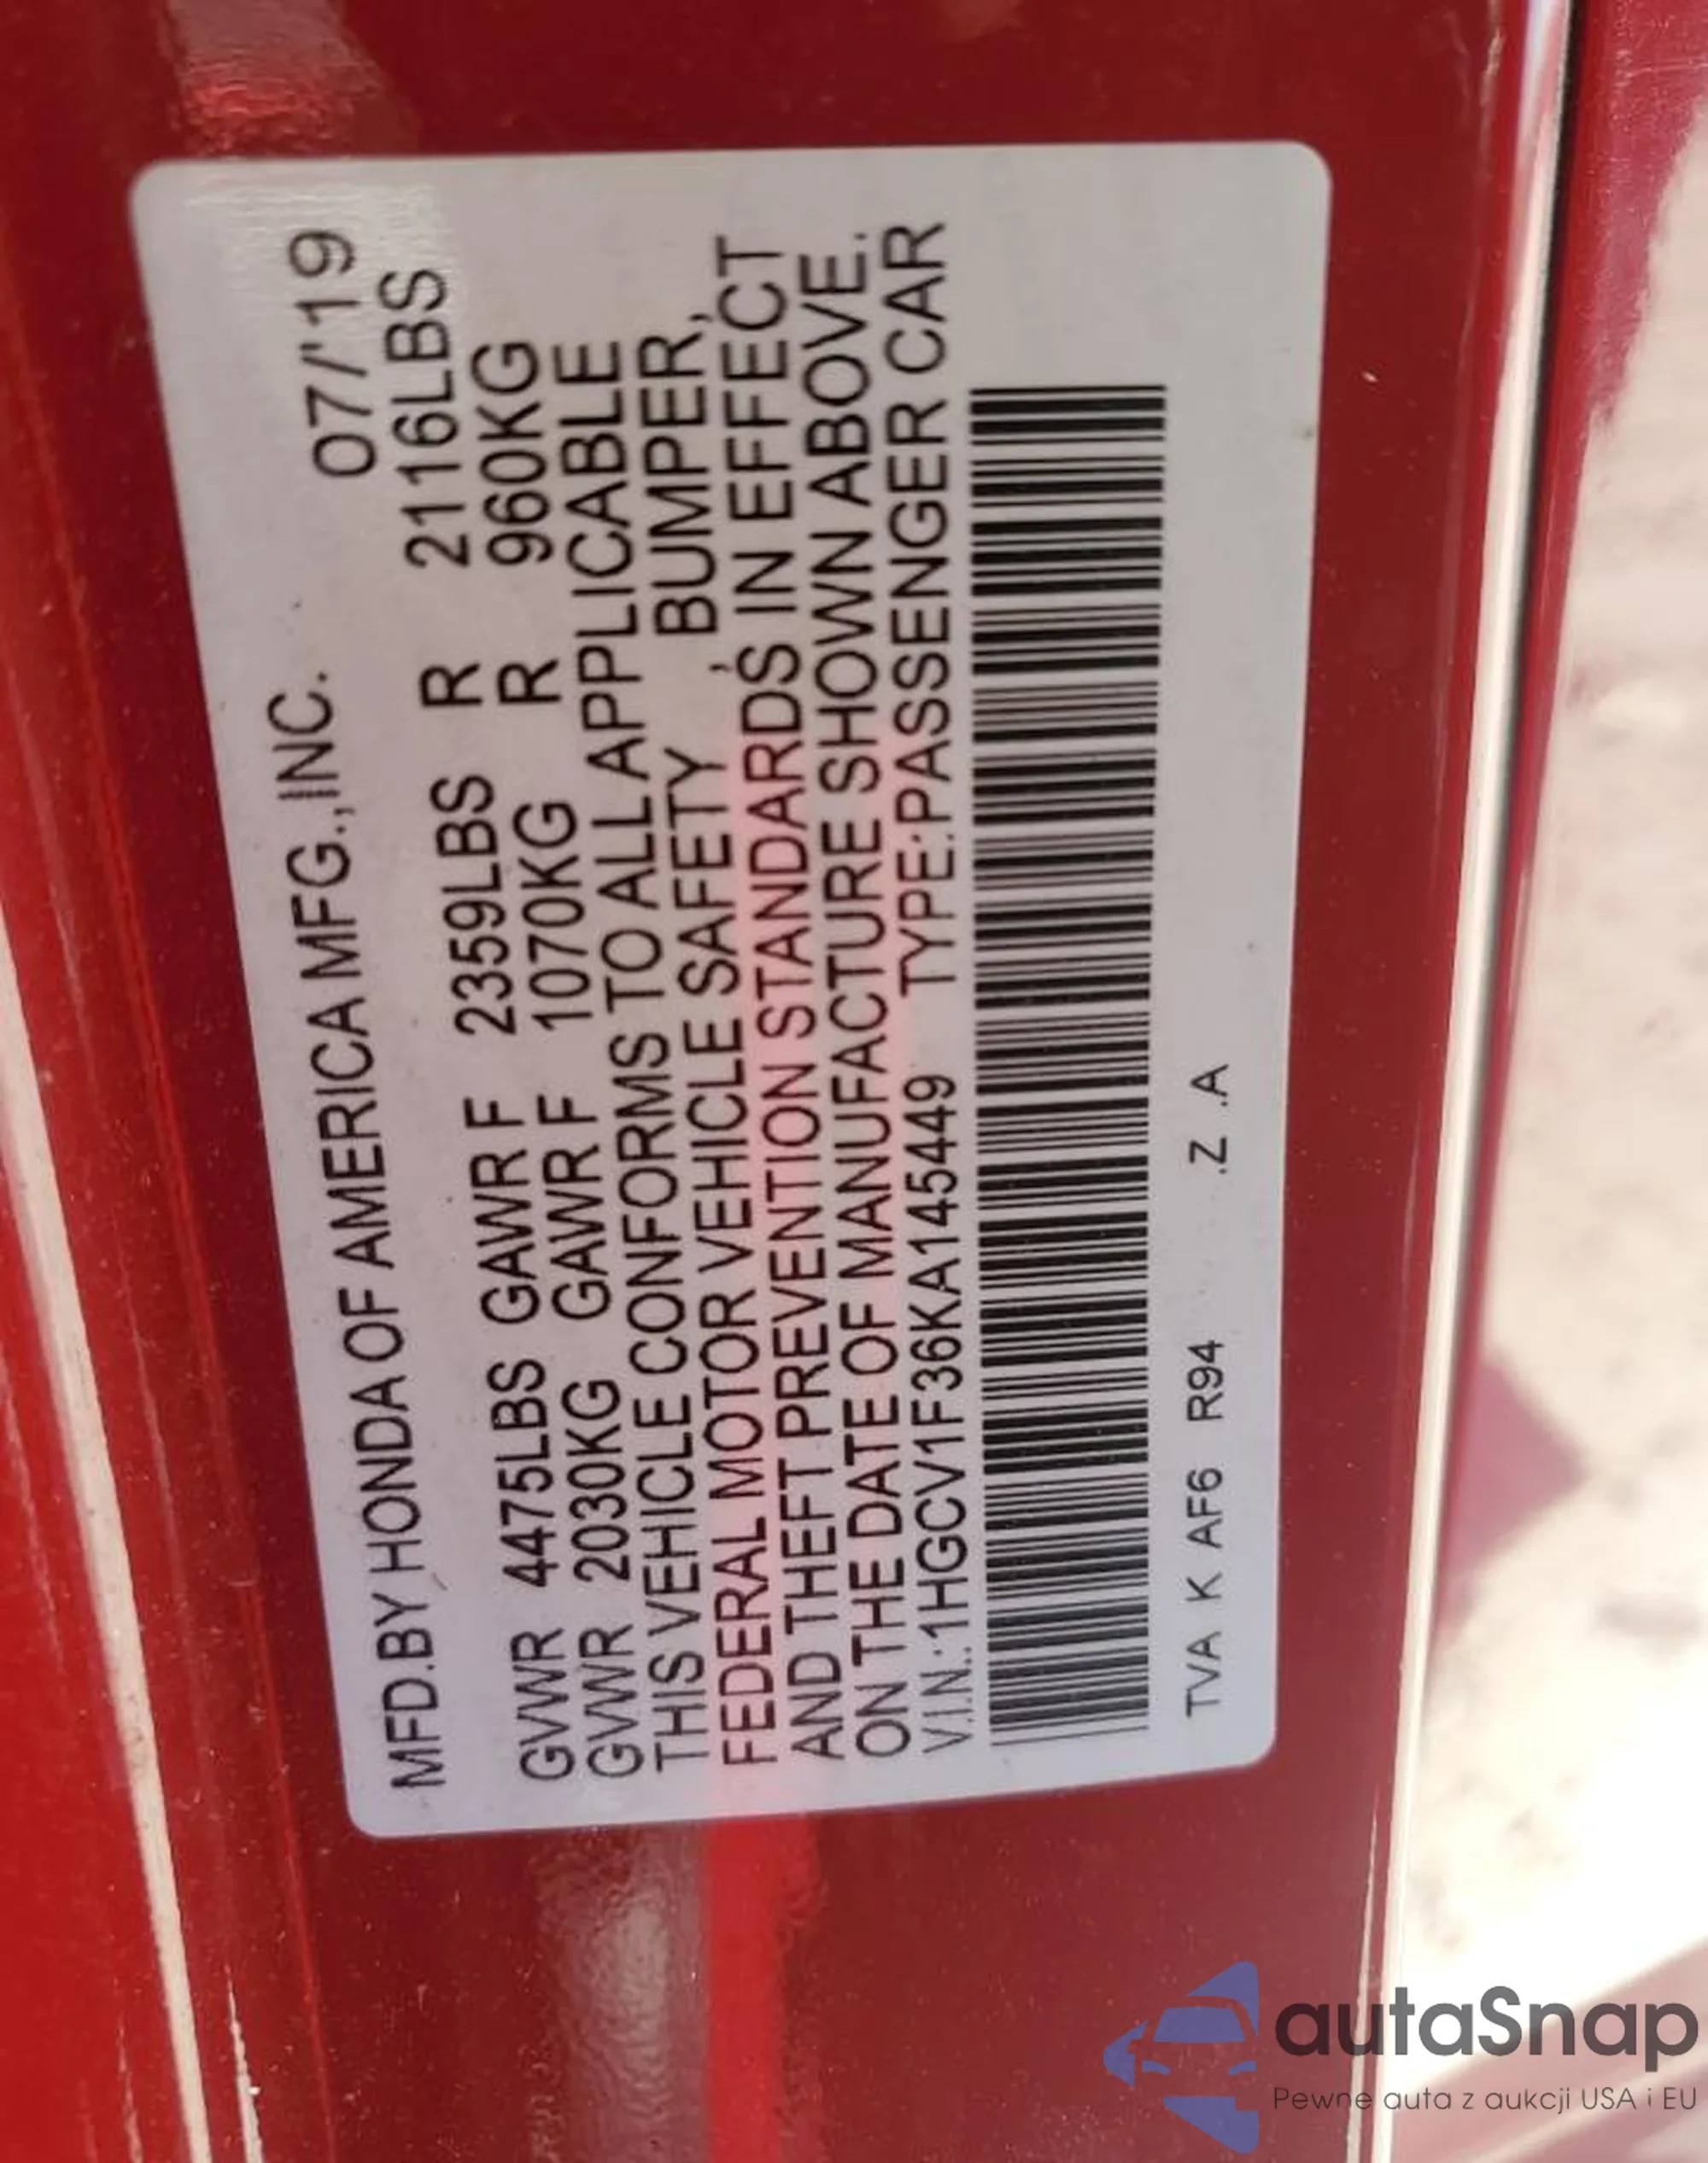 MFD.BY HONDA OF AMERICA MFG.,INC. 07/'19
GVWR 4475LBS GAWR F 2359LBS R 2116LBS
GVWR 2030KG GAWR F 1070KG R 960KG
THIS VEHICLE CONFORMS TO ALL APPLICABLE
FEDERAL MOTOR VEHICLE SAFETY , BUMPER,
AND THEFT PREVENTION STANDARDS IN EFFECT
ON THE DATE OF MANUFACTURE SHOWN ABOVE.
V.I.N.:1HGCV1F36KA145449 TYPE:PASSENGER CAR
TVA K AF6 R94 .Z .A
autaSnap
Pewne auta z aukcji USA i EU